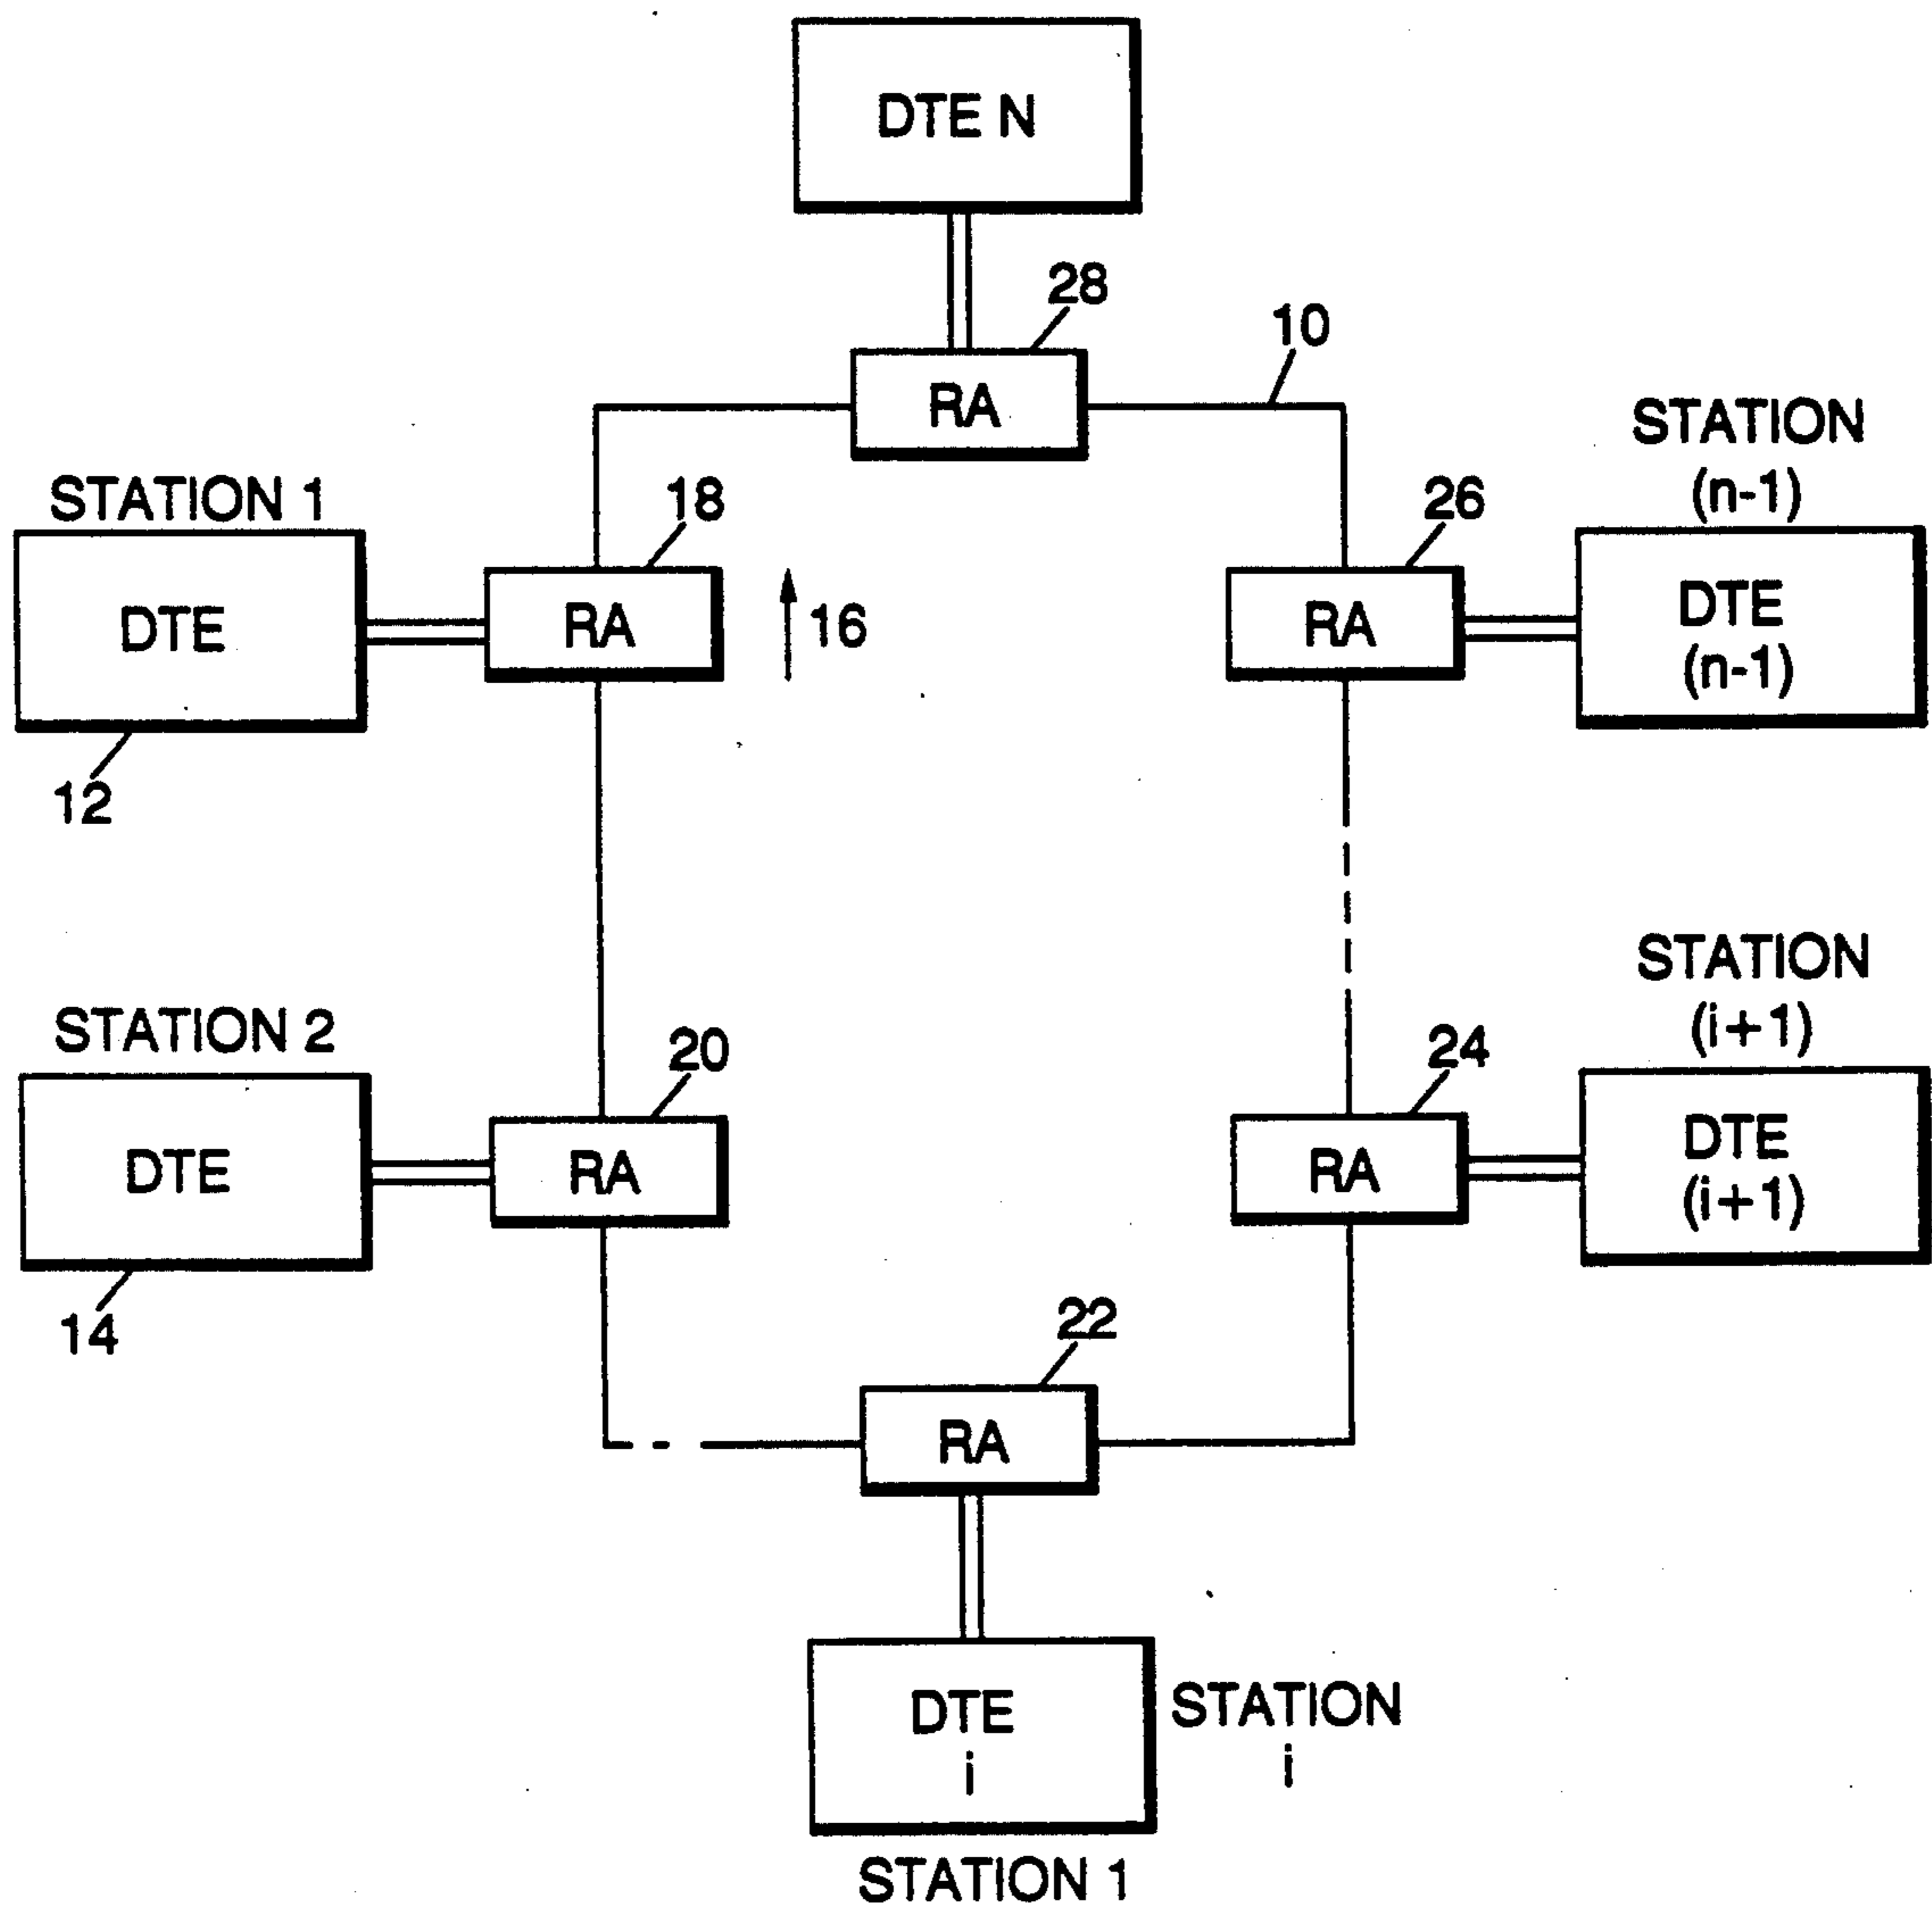 DTE N
28
10
RA
STATION
(n-1)
STATION 1
18
26
DTE
RA
16
RA
DTE
(n-1)
12
STATION
(i+1)
STATION 2
20
24
DTE
RA
RA
DTE
(i+1)
14
22
RA
DTE
i
STATION
i
STATION 1